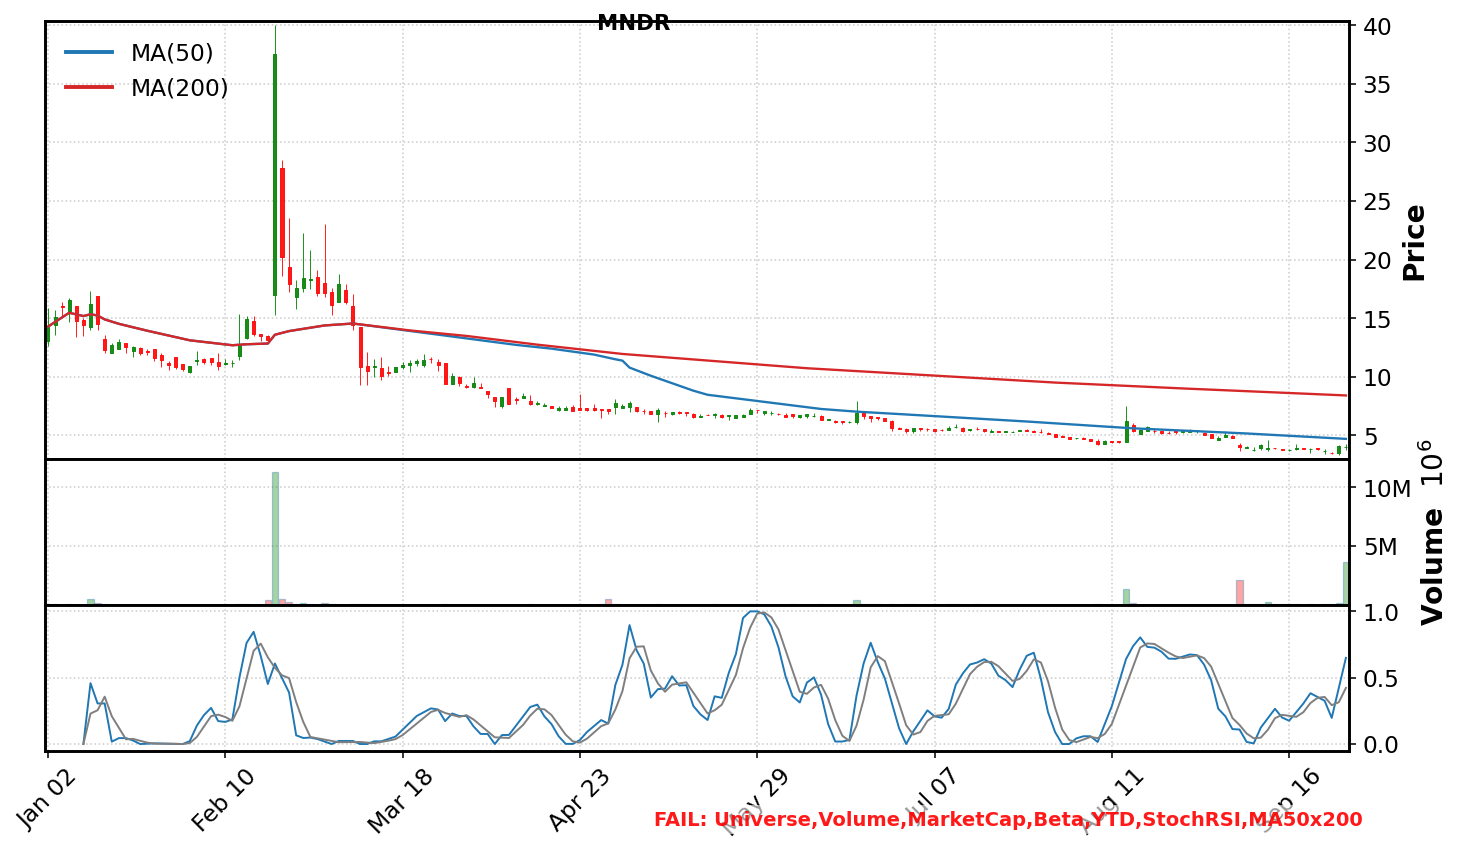 MNDR
MA(50)
MA(200)
40
35
30
25
20
15
10
5
Price
10M
5M
Volume 10^6
1.0
0.5
0.0
Jan 02
Feb 10
Mar 18
Apr 23
May 29
Jul 07
Aug 11
Sep 16
FAIL: Universe,Volume,MarketCap,Beta,YTD,StochRSI,MA50x200